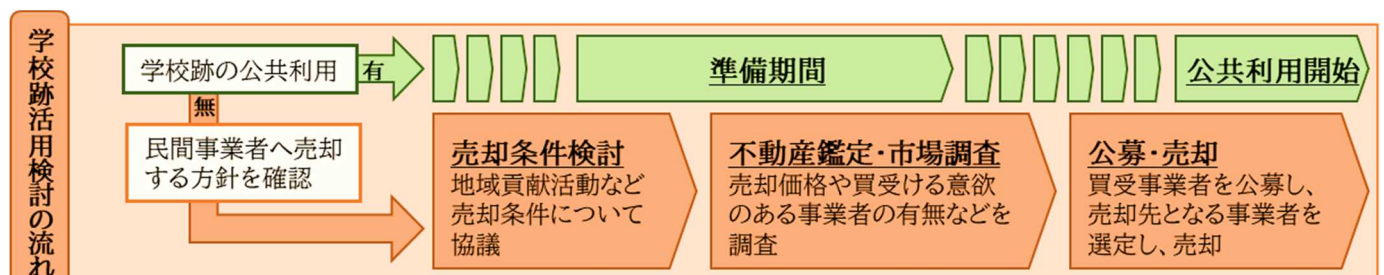 学校跡活用検討の流れ
学校跡の公共利用
有
準備期間
公共利用開始
無
民間事業者へ売却
する方針を確認
売却条件検討
地域貢献活動など
売却条件について
協議
不動産鑑定・市場調査
売却価格や買受ける意欲
のある事業者の有無などを
調査
公募・売却
買受事業者を公募し、
売却先となる事業者を
選定し、売却